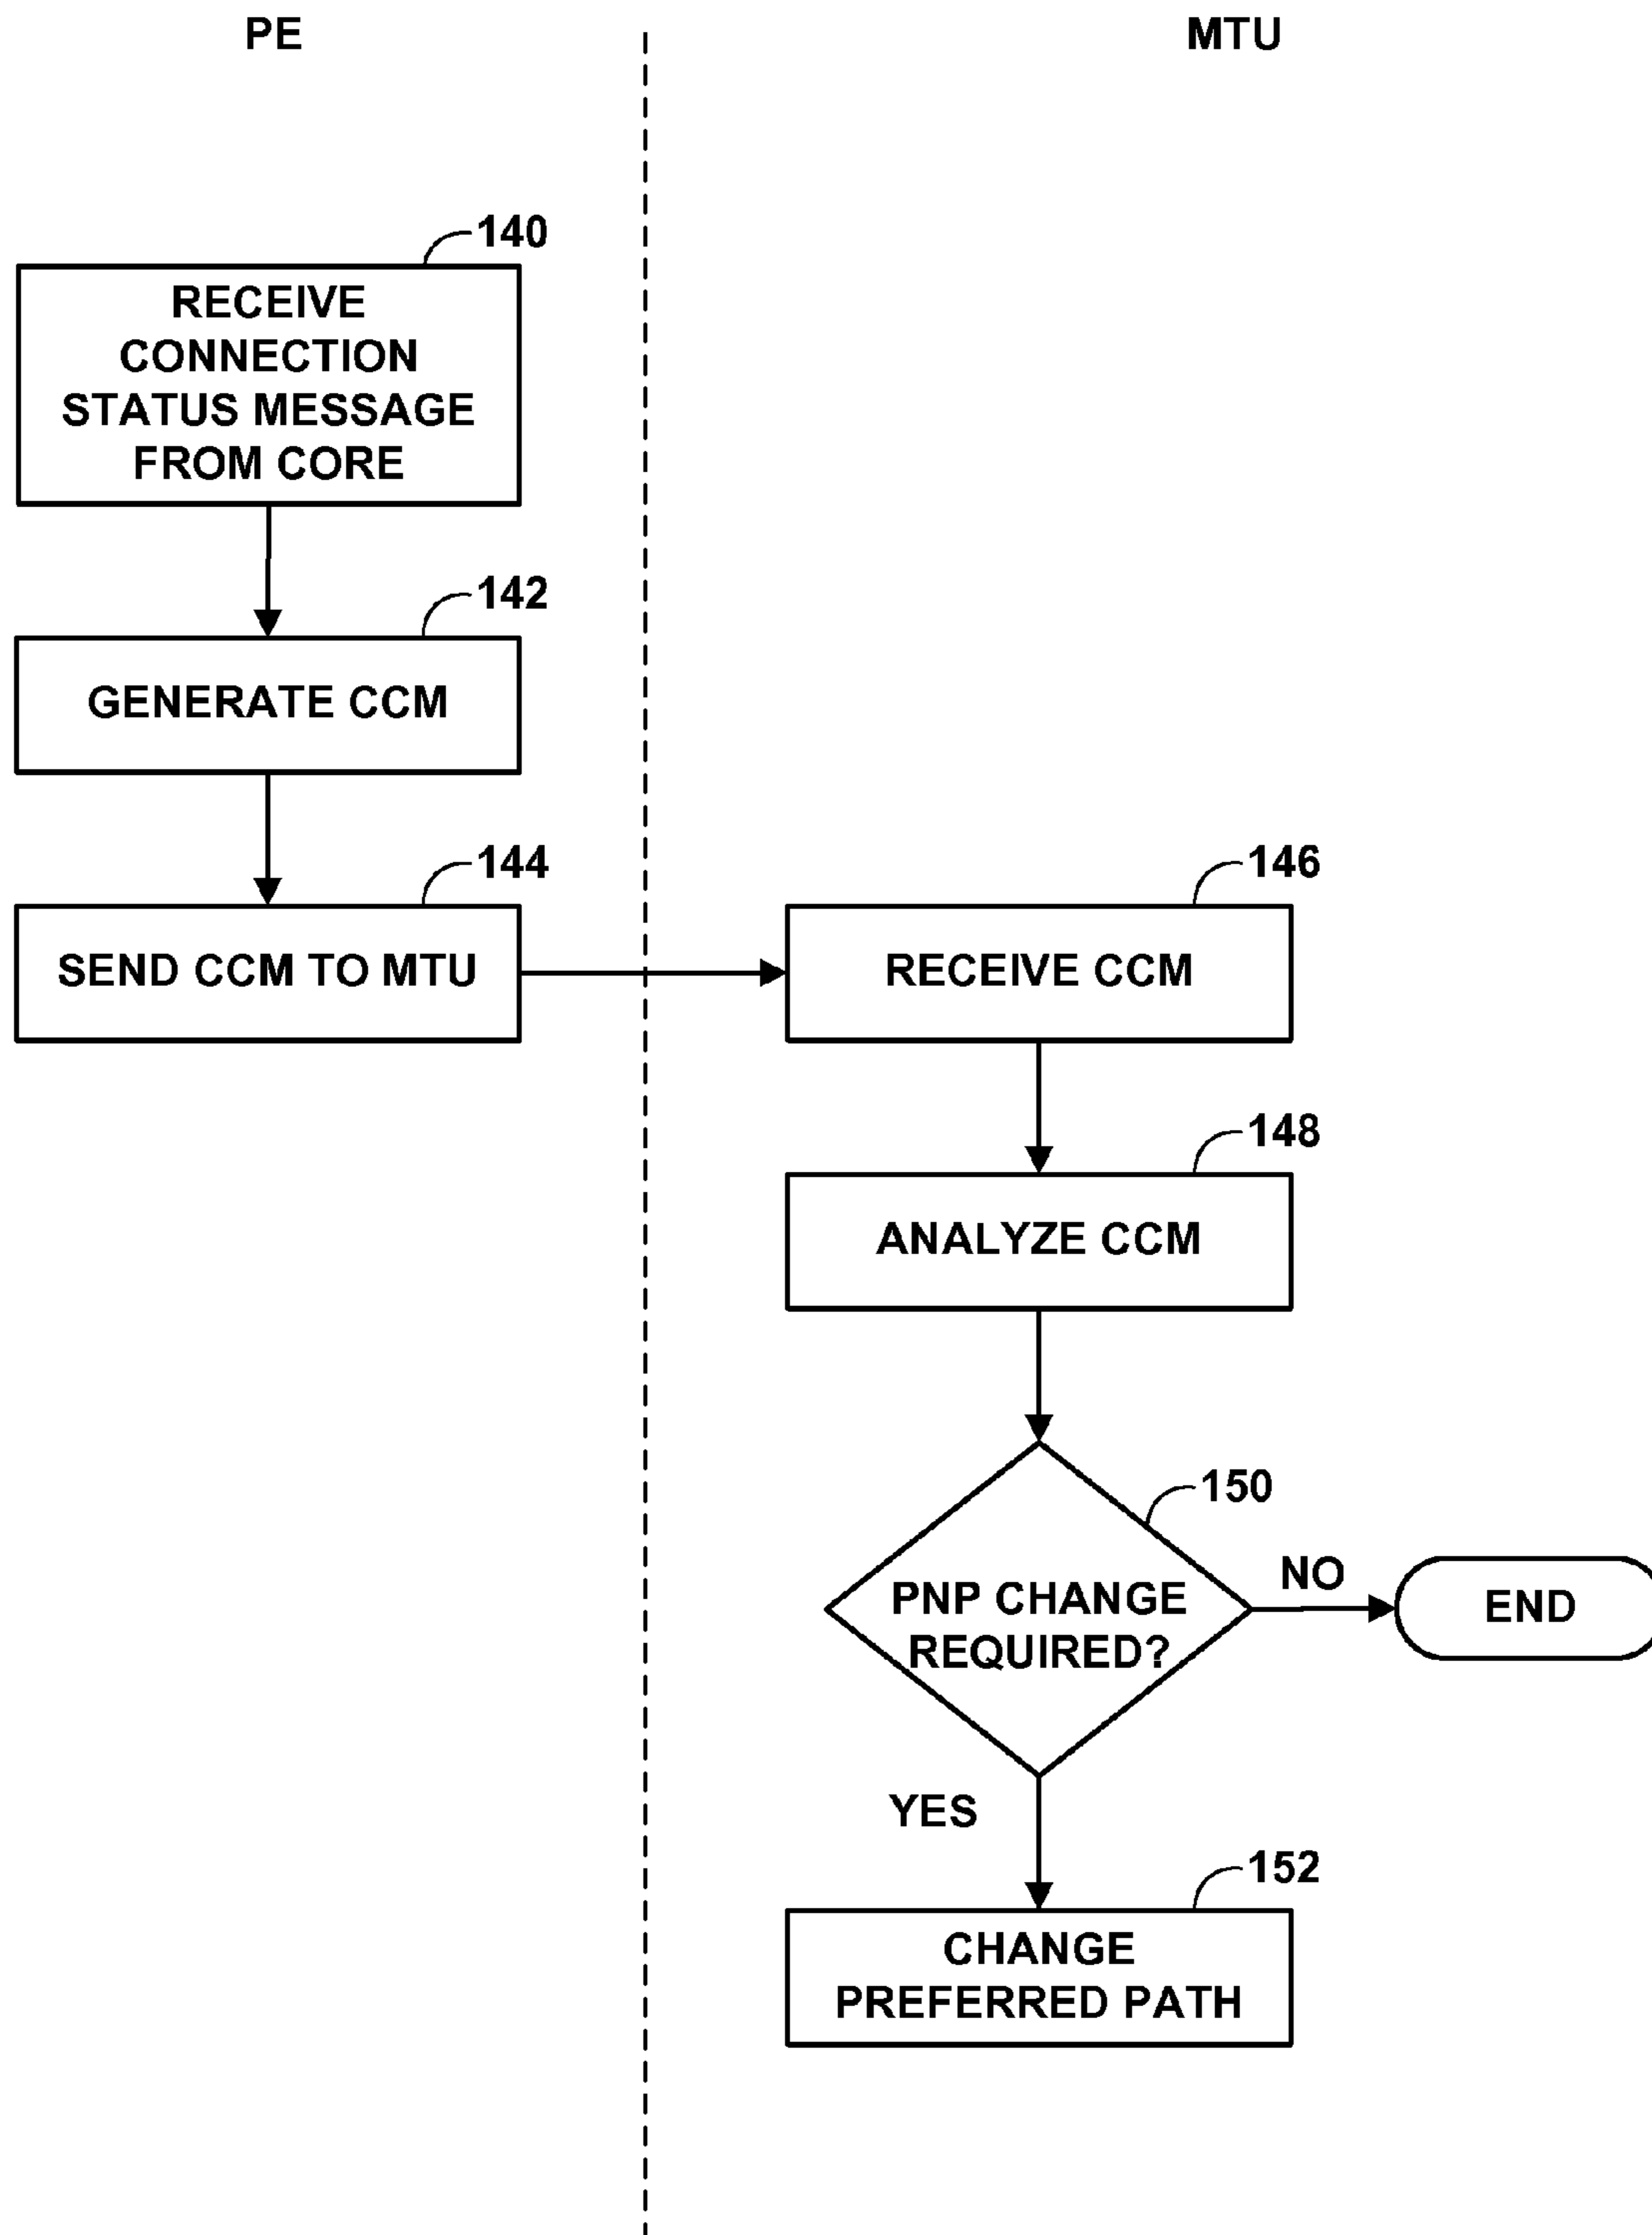 PE
MTU
140
RECEIVE
CONNECTION
STATUS MESSAGE
FROM CORE
142
GENERATE CCM
144
SEND CCM TO MTU
146
RECEIVE CCM
148
ANALYZE CCM
150
PNP CHANGE
REQUIRED?
NO
END
YES
152
CHANGE
PREFERRED PATH